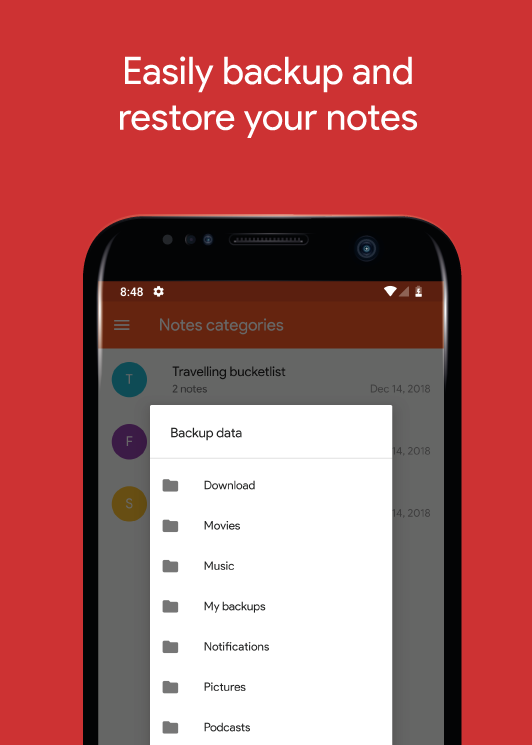 Easily backup and
restore your notes
8:48
Notes categories
T
Travelling bucketlist
2 notes
Dec 14, 2018
Backup data
F
14, 2018
Download
S
14, 2018
Movies
Music
My backups
Notifications
Pictures
Podcasts